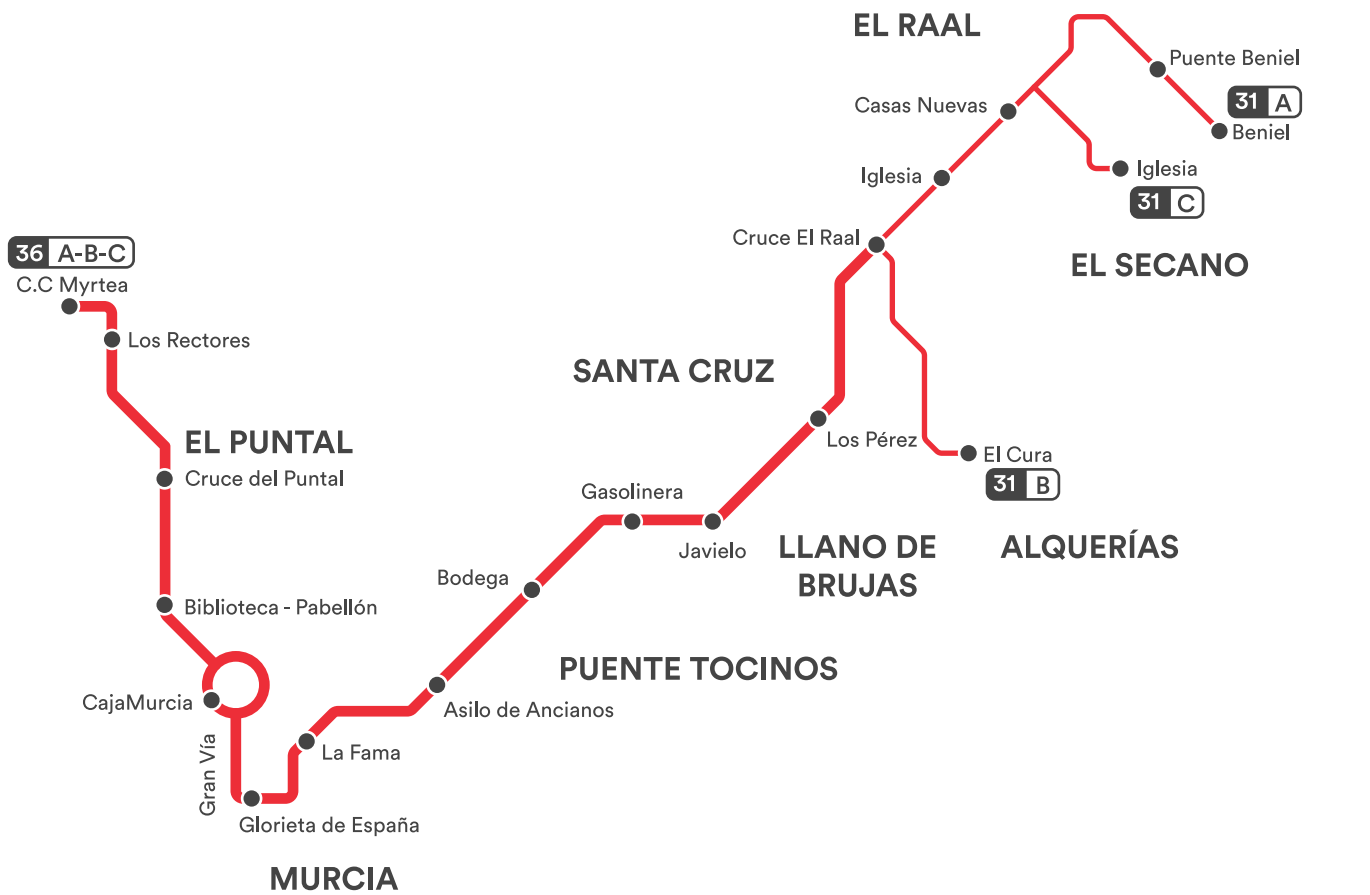 EL RAAL
Puente Beniel
31 A
Casas Nuevas
Beniel
Iglesia
Iglesia
31 C
Cruce El Raal
36 A-B-C
EL SECANO
C.C Myrtea
Los Rectores
SANTA CRUZ
EL PUNTAL
Los Pérez
El Cura
Cruce del Puntal
31 B
Gasolinera
Javielo
LLANO DE
BRUJAS
ALQUERÍAS
Bodega
Biblioteca - Pabellón
PUENTE TOCINOS
CajaMurcia
Asilo de Ancianos
Gran Vía
La Fama
Glorieta de España
MURCIA